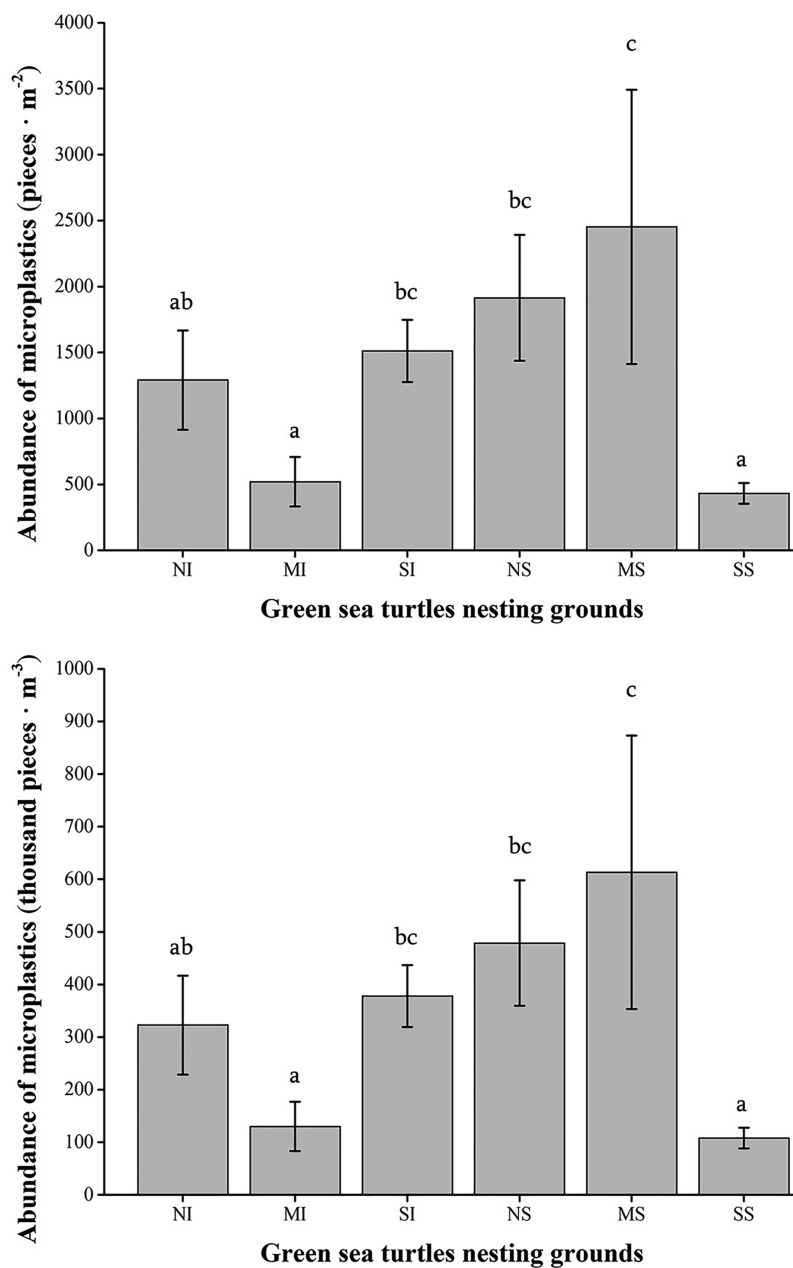 4000
3500
3000
2500
2000
1500
1000
500
0
Abundance of microplastics (pieces · m-2)
ab
a
bc
bc
c
a
NI MI SI NS MS SS
Green sea turtles nesting grounds
1000
900
800
700
600
500
400
300
200
100
0
Abundance of microplastics (thousand pieces · m-3)
ab
a
bc
bc
c
a
NI MI SI NS MS SS
Green sea turtles nesting grounds